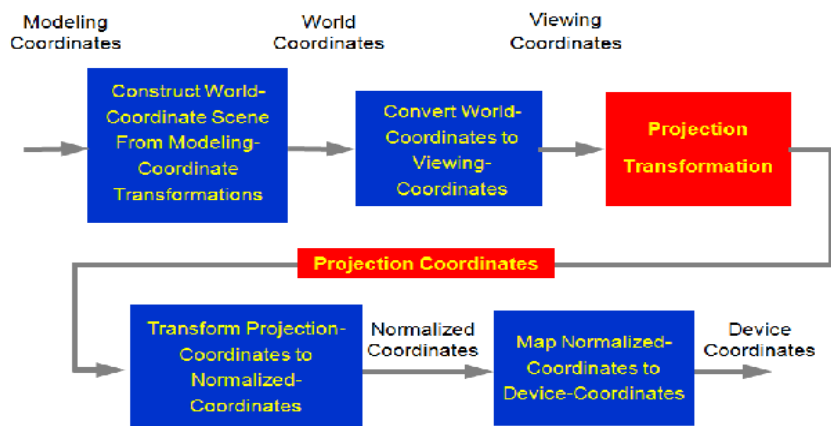 Modeling
Coordinates
World
Coordinates
Viewing
Coordinates
Construct World-
Coordinate Scene
From Modeling-
Coordinate
Transformations
Convert World-
Coordinates to
Viewing-
Coordinates
Projection
Transformation
Projection Coordinates
Transform Projection-
Coordinates to
Normalized-
Coordinates
Normalized
Coordinates
Map Normalized-
Coordinates to
Device-Coordinates
Device
Coordinates